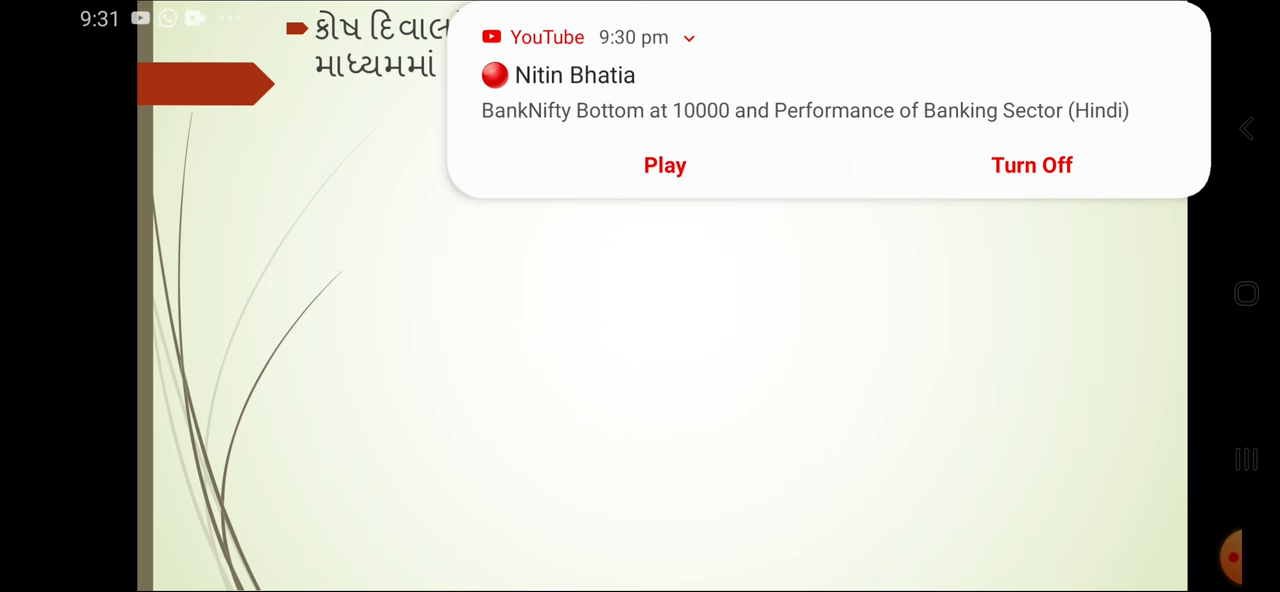 9:31
કોષ દિવાલ
માધ્યમમાં
YouTube 9:30 pm
Nitin Bhatia
BankNifty Bottom at 10000 and Performance of Banking Sector (Hindi)
Play Turn Off